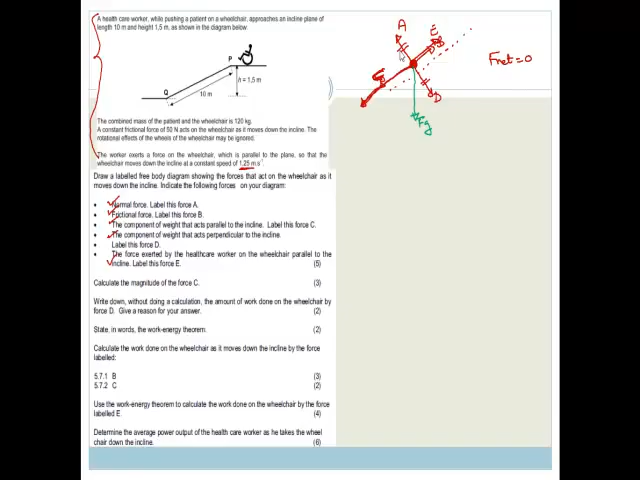 A health care worker, while pushing a patient on a wheelchair, approaches an incline plane of
length 10 m and height 1,5 m, as shown in the diagram below.
P
h = 1,5 m
Q
10 m
The combined mass of the patient and the wheelchair is 120 kg.
A constant frictional force of 50 N acts on the wheelchair as it moves down the incline. The
rotational effects of the wheels of the wheelchair may be ignored.
The worker exerts a force on the wheelchair, which is parallel to the plane, so that the
wheelchair moves down the incline at a constant speed of 1,25 m·s⁻¹.
Draw a labelled free body diagram showing the forces that act on the wheelchair as it
moves down the incline. Indicate the following forces on your diagram:
• Normal force. Label this force A.
• Frictional force. Label this force B.
• The component of weight that acts parallel to the incline. Label this force C.
• The component of weight that acts perpendicular to the incline.
• Label this force D.
• The force exerted by the healthcare worker on the wheelchair parallel to the
incline. Label this force E. (5)
Calculate the magnitude of the force C. (3)
Write down, without doing a calculation, the amount of work done on the wheelchair by
force D. Give a reason for your answer. (2)
State, in words, the work-energy theorem. (2)
Calculate the work done on the wheelchair as it moves down the incline by the force
labelled:
5.7.1 B (3)
5.7.2 C (2)
Use the work-energy theorem to calculate the work done on the wheelchair by the force
labelled E. (4)
Determine the average power output of the health care worker as he takes the wheel
chair down the incline. (6)
A
E
B
D
Fg
Fnet=0